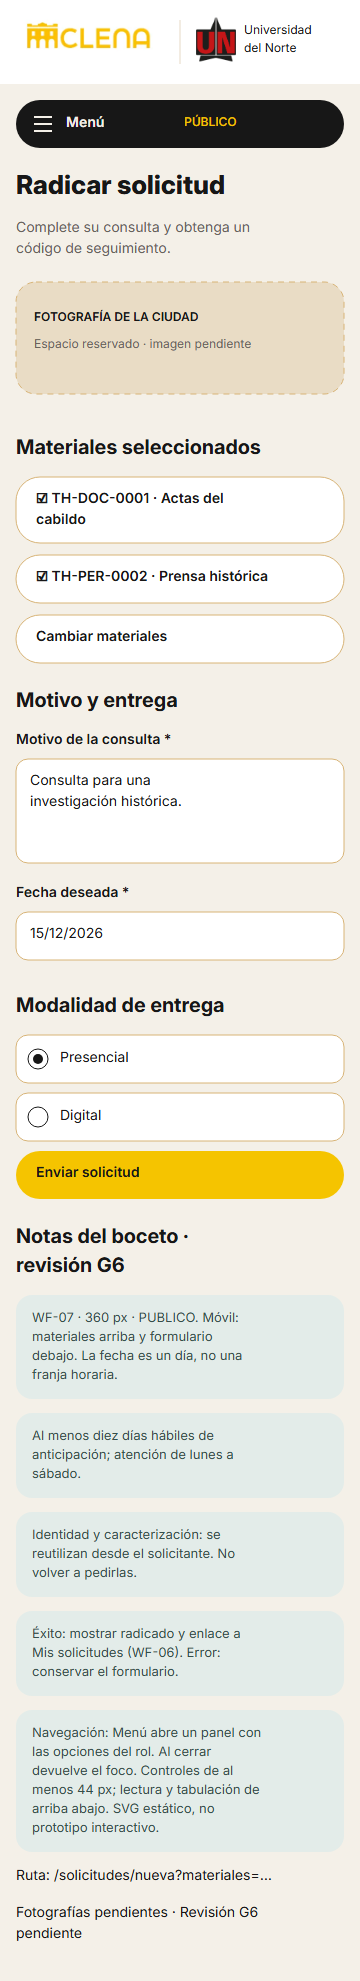 CLENA
UN
Universidad
del Norte
Menú
PÚBLICO
Radicar solicitud
Complete su consulta y obtenga un
código de seguimiento.
FOTOGRAFÍA DE LA CIUDAD
Espacio reservado · imagen pendiente
Materiales seleccionados
☑ TH-DOC-0001 · Actas del
cabildo
☑ TH-PER-0002 · Prensa histórica
Cambiar materiales
Motivo y entrega
Motivo de la consulta *
Consulta para una
investigación histórica.
Fecha deseada *
15/12/2026
Modalidad de entrega
Presencial
Digital
Enviar solicitud
Notas del boceto ·
revisión G6
WF-07 · 360 px · PUBLICO. Móvil:
materiales arriba y formulario
debajo. La fecha es un día, no una
franja horaria.
Al menos diez días hábiles de
anticipación; atención de lunes a
sábado.
Identidad y caracterización: se
reutilizan desde el solicitante. No
volver a pedirlas.
Éxito: mostrar radicado y enlace a
Mis solicitudes (WF-06). Error:
conservar el formulario.
Navegación: Menú abre un panel con
las opciones del rol. Al cerrar
devuelve el foco. Controles de al
menos 44 px; lectura y tabulación de
arriba abajo. SVG estático, no
prototipo interactivo.
Ruta: /solicitudes/nueva?materiales=...
Fotografías pendientes · Revisión G6
pendiente